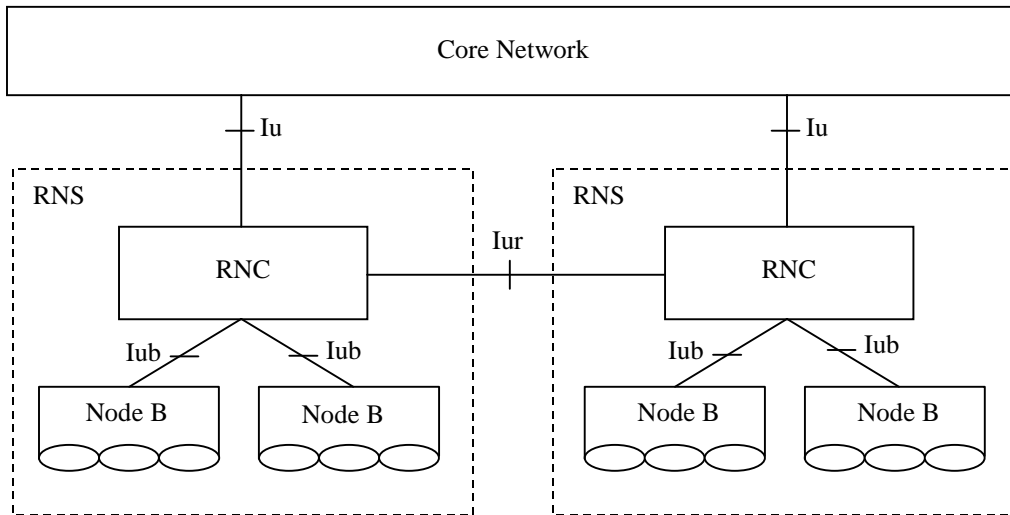 Core Network
Iu
Iu
RNS
RNS
Iur
RNC
RNC
Iub
Iub
Iub
Iub
Node B
Node B
Node B
Node B